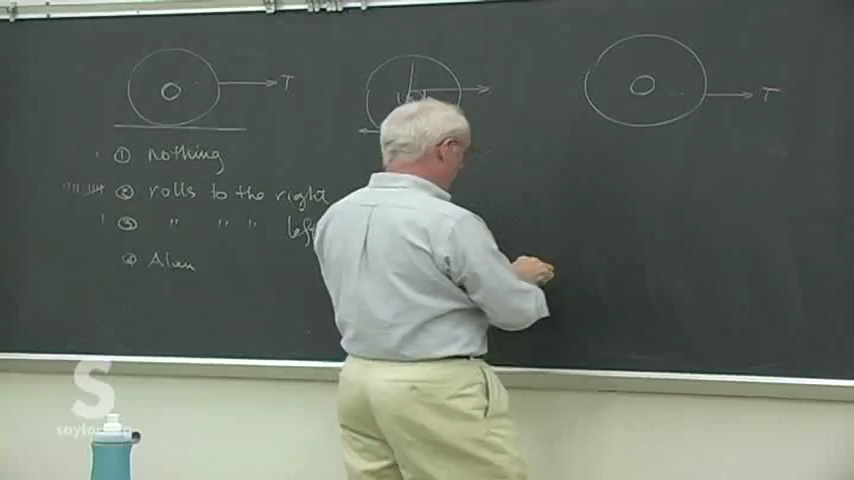 T
T
① nothing
② rolls to the right
③ " " " left
④ Alan
S